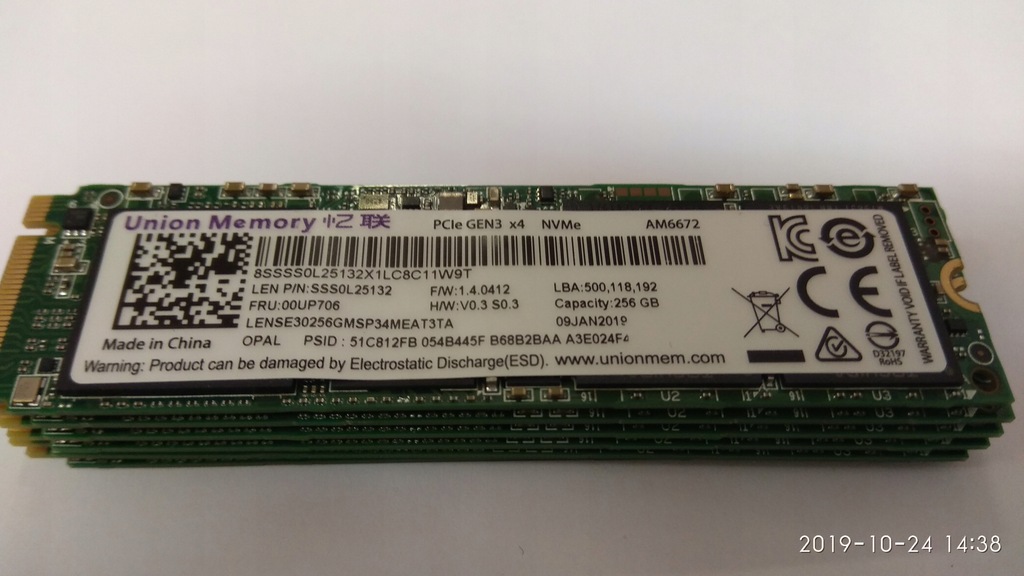 Union Memory 忆联 PCIe GEN3 x4 NVMe AM6672
8SSSS0L25132X1LC8C11W9T
LEN P/N:SSS0L25132 F/W:1.4.0412 LBA:500,118,192
FRU:00UP706 H/W:V0.3 S0.3 Capacity:256 GB
LENSE30256GMSP34MEAT3TA 09JAN2019
Made in China OPAL PSID : 51C812FB 054B445F B68B2BAA A3E024F4
Warning: Product can be damaged by Electrostatic Discharge(ESD). www.unionmem.com
D32197
RoHS
WARRANTY VOID IF LABEL REMOVED
U2
U3
2019-10-24 14:38